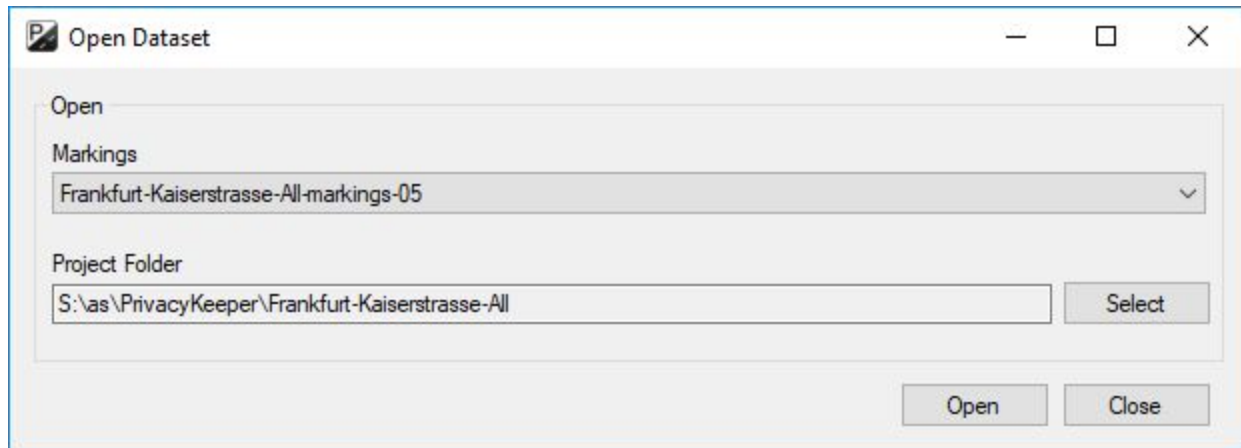 Open Dataset
Open
Markings
Frankfurt-Kaiserstrasse-All-markings-05
Project Folder
S:\as\PrivacyKeeper\Frankfurt-Kaiserstrasse-All
Select
Open
Close